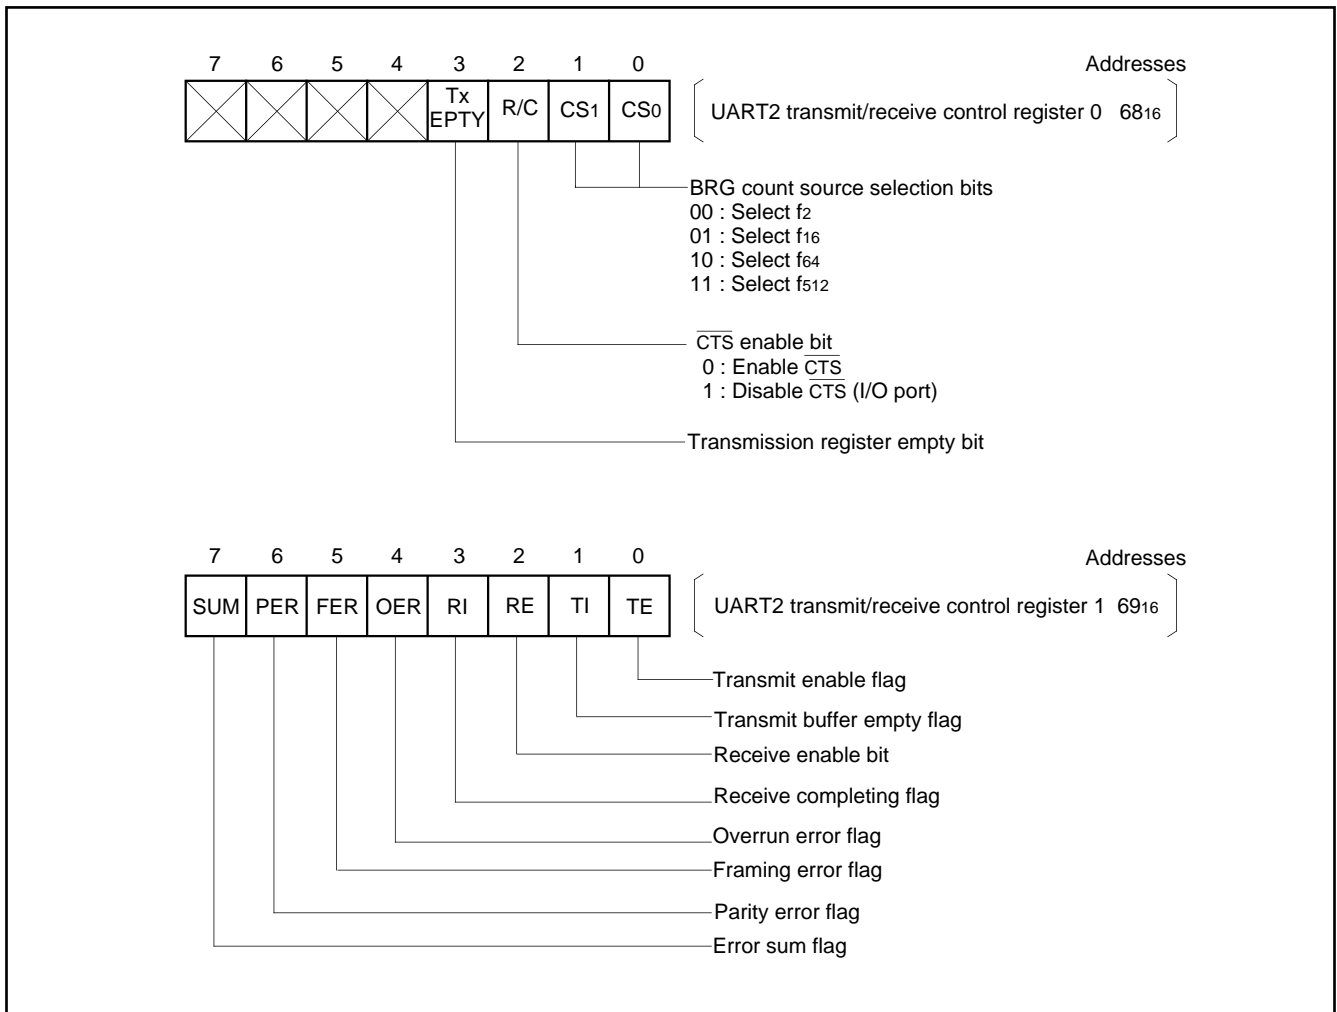 7 6 5 4 3 2 1 0 Addresses
Tx EPTY R/C CS1 CS0 UART2 transmit/receive control register 0 6816
BRG count source selection bits
00 : Select f2
01 : Select f16
10 : Select f64
11 : Select f512
CTS enable bit
0 : Enable CTS
1 : Disable CTS (I/O port)
Transmission register empty bit
7 6 5 4 3 2 1 0 Addresses
SUM PER FER OER RI RE TI TE UART2 transmit/receive control register 1 6916
Transmit enable flag
Transmit buffer empty flag
Receive enable bit
Receive completing flag
Overrun error flag
Framing error flag
Parity error flag
Error sum flag